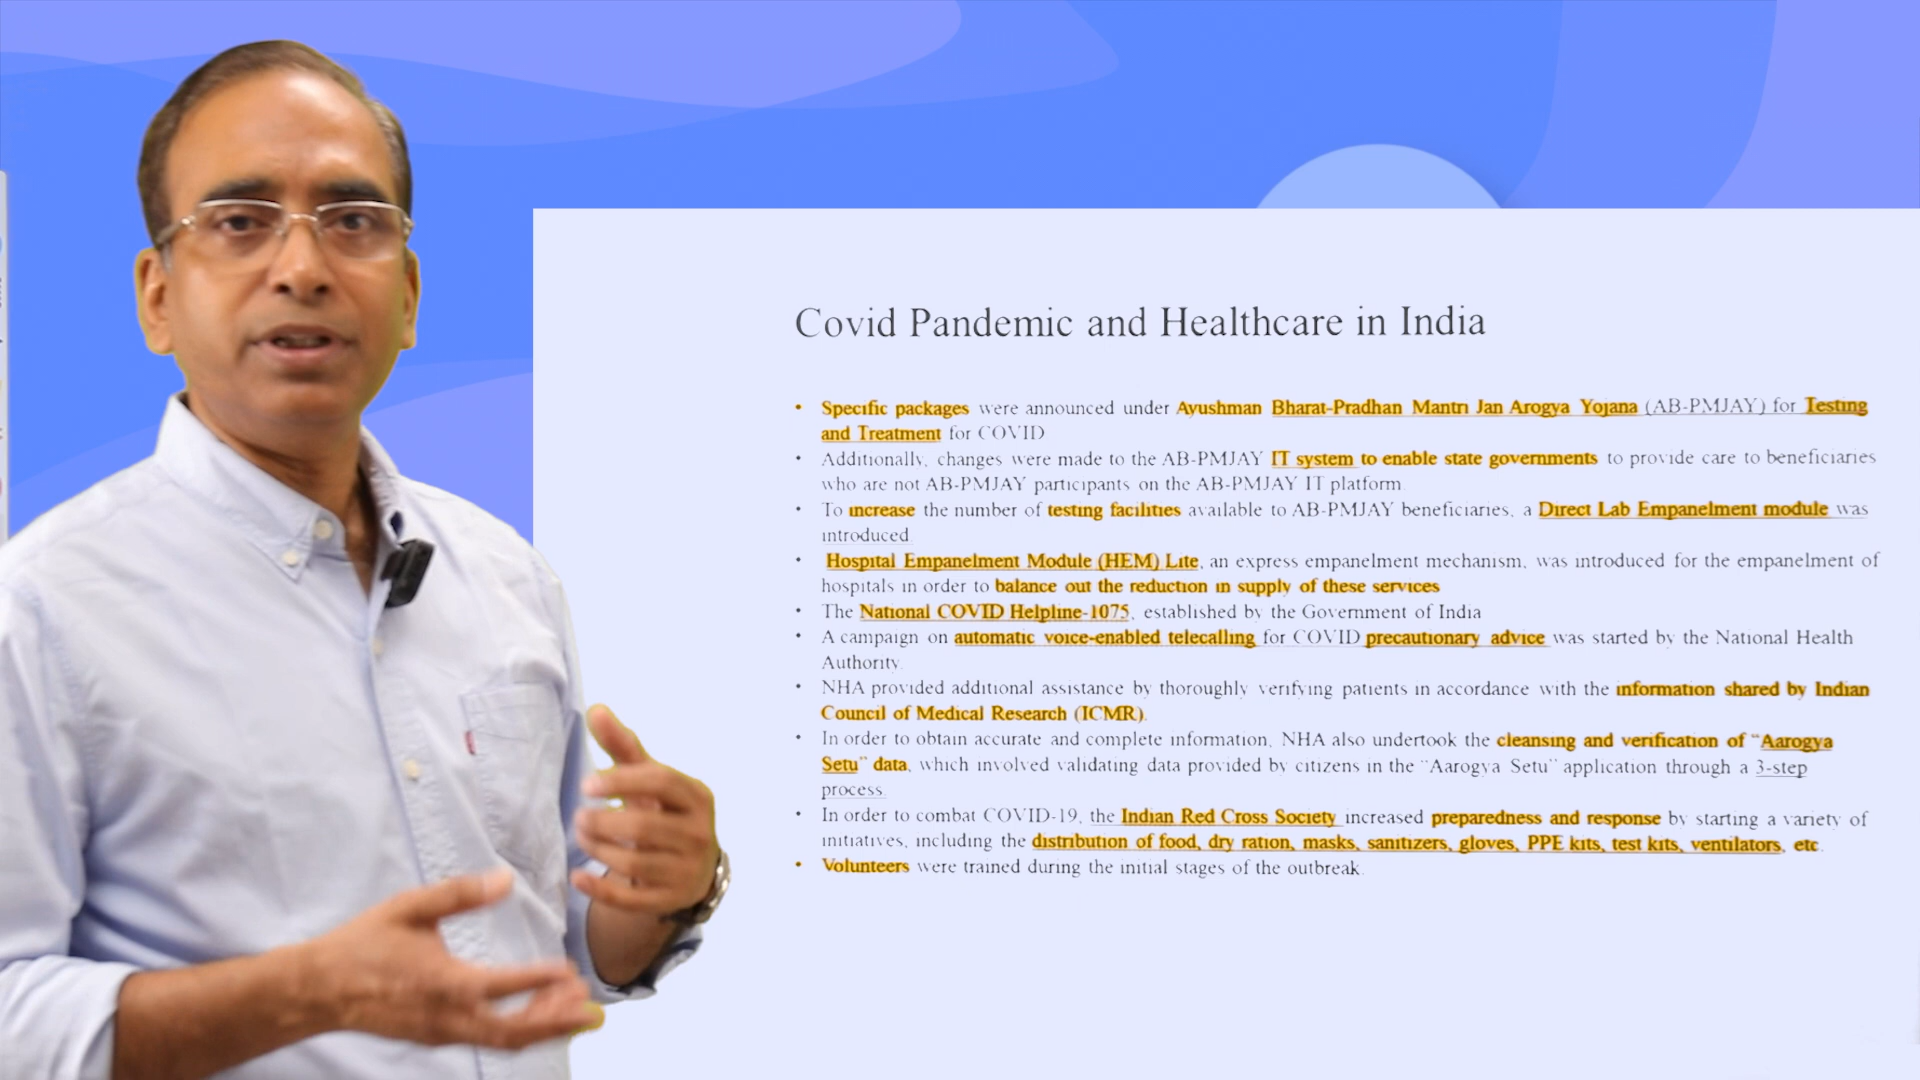 Covid Pandemic and Healthcare in India
• Specific packages were announced under Ayushman Bharat-Pradhan Mantri Jan Arogya Yojana (AB-PMJAY) for Testing
and Treatment for COVID
• Additionally, changes were made to the AB-PMJAY IT system to enable state governments to provide care to beneficiaries
who are not AB-PMJAY participants on the AB-PMJAY IT platform.
• To increase the number of testing facilities available to AB-PMJAY beneficiaries, a Direct Lab Empanelment module was
introduced.
• Hospital Empanelment Module (HEM) Lite, an express empanelment mechanism, was introduced for the empanelment of
hospitals in order to balance out the reduction in supply of these services
• The National COVID Helpline-1075, established by the Government of India
• A campaign on automatic voice-enabled telecalling for COVID precautionary advice was started by the National Health
Authority.
• NHA provided additional assistance by thoroughly verifying patients in accordance with the information shared by Indian
Council of Medical Research (ICMR).
• In order to obtain accurate and complete information, NHA also undertook the cleansing and verification of "Aarogya
Setu" data, which involved validating data provided by citizens in the "Aarogya Setu" application through a 3-step
process.
• In order to combat COVID-19, the Indian Red Cross Society increased preparedness and response by starting a variety of
initiatives, including the distribution of food, dry ration, masks, sanitizers, gloves, PPE kits, test kits, ventilators, etc.
• Volunteers were trained during the initial stages of the outbreak.